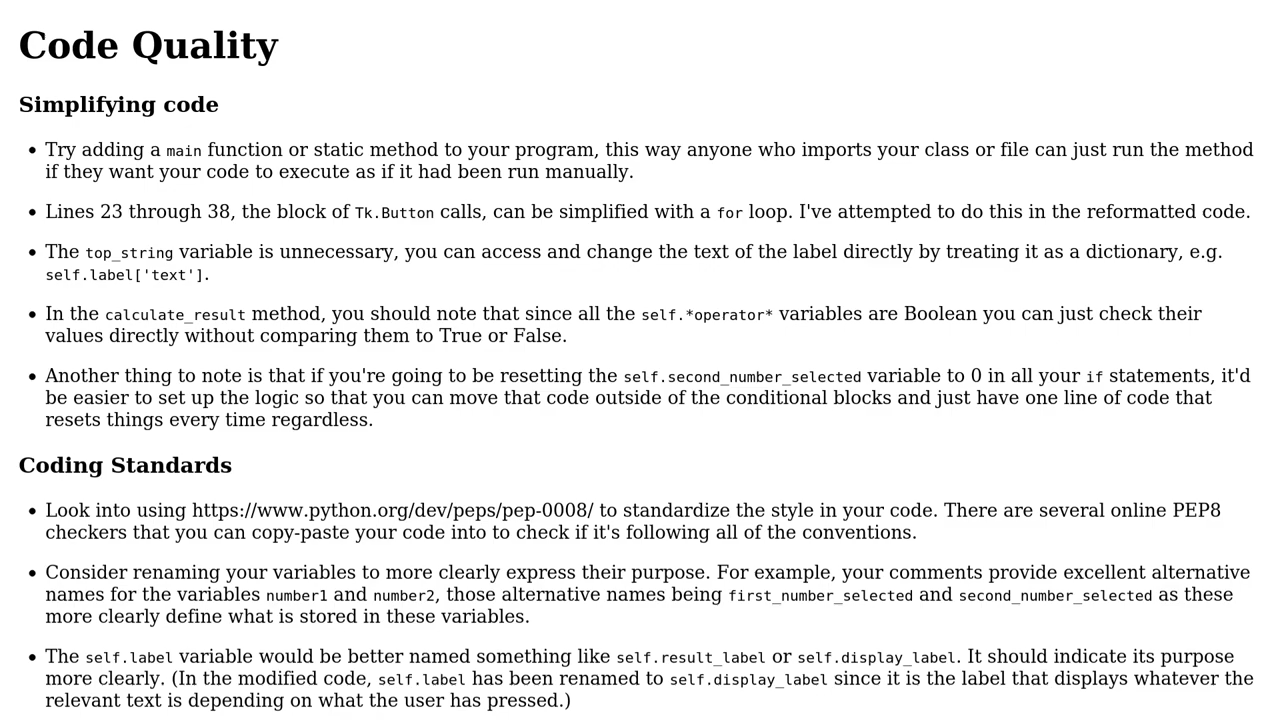 Code Quality
Simplifying code
• Try adding a main function or static method to your program, this way anyone who imports your class or file can just run the method
if they want your code to execute as if it had been run manually.
• Lines 23 through 38, the block of Tk.Button calls, can be simplified with a for loop. I've attempted to do this in the reformatted code.
• The top_string variable is unnecessary, you can access and change the text of the label directly by treating it as a dictionary, e.g.
self.label['text'].
• In the calculate_result method, you should note that since all the self.*operator* variables are Boolean you can just check their
values directly without comparing them to True or False.
• Another thing to note is that if you're going to be resetting the self.second_number_selected variable to 0 in all your if statements, it'd
be easier to set up the logic so that you can move that code outside of the conditional blocks and just have one line of code that
resets things every time regardless.
Coding Standards
• Look into using https://www.python.org/dev/peps/pep-0008/ to standardize the style in your code. There are several online PEP8
checkers that you can copy-paste your code into to check if it's following all of the conventions.
• Consider renaming your variables to more clearly express their purpose. For example, your comments provide excellent alternative
names for the variables number1 and number2, those alternative names being first_number_selected and second_number_selected as these
more clearly define what is stored in these variables.
• The self.label variable would be better named something like self.result_label or self.display_label. It should indicate its purpose
more clearly. (In the modified code, self.label has been renamed to self.display_label since it is the label that displays whatever the
relevant text is depending on what the user has pressed.)